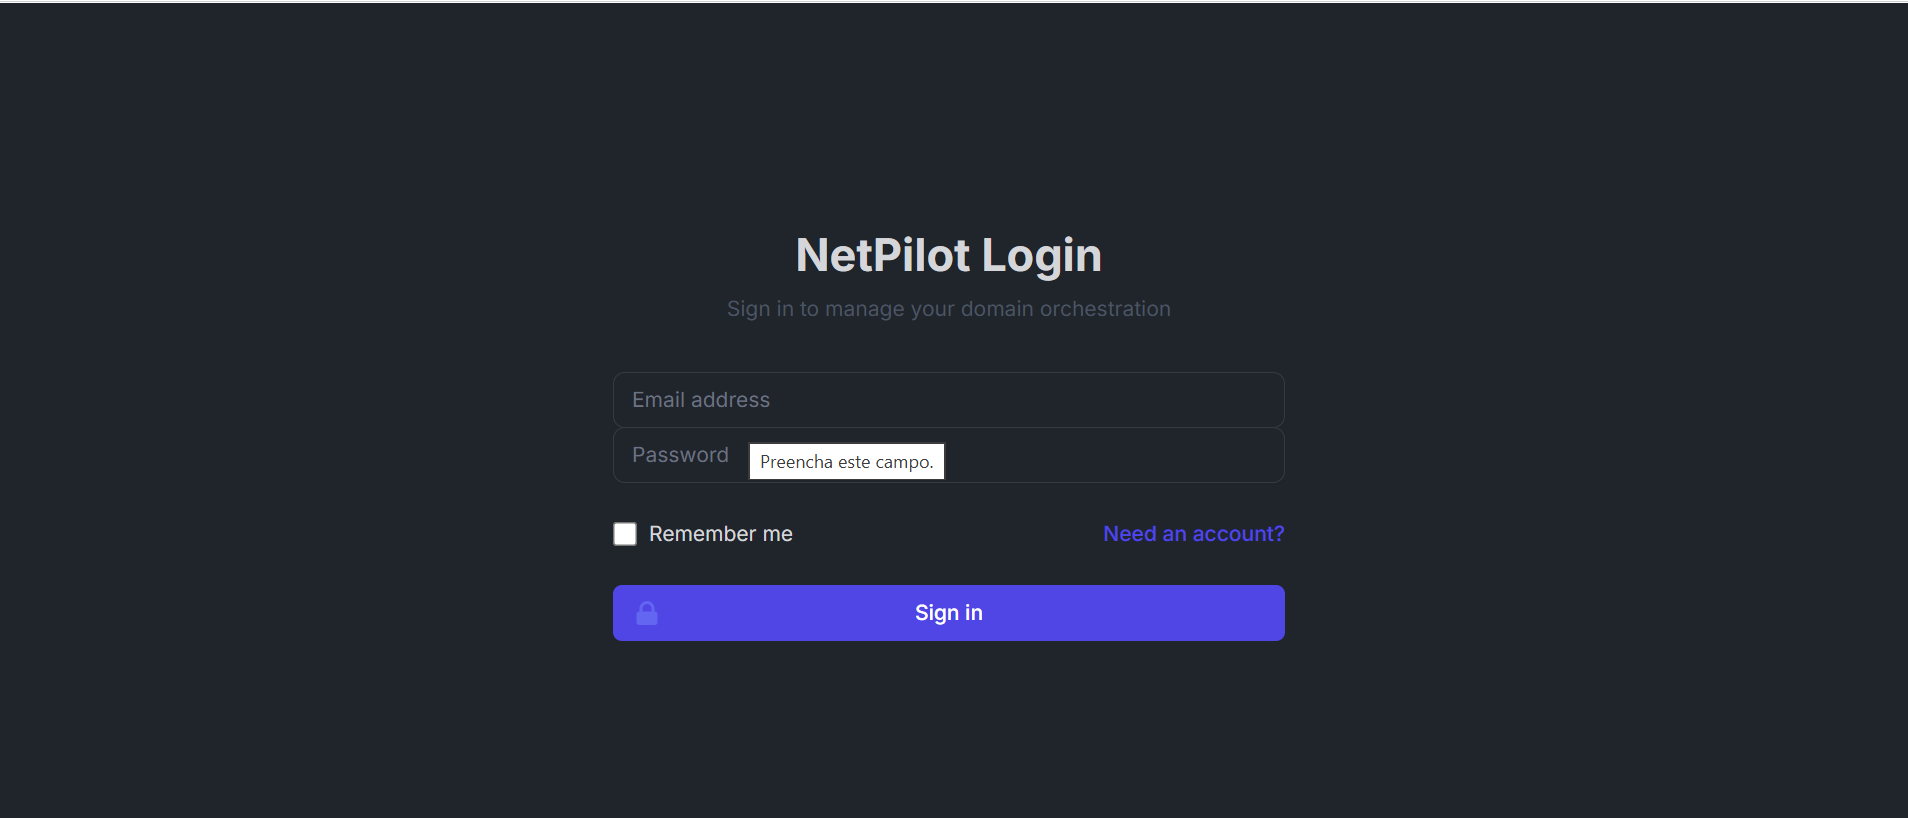 NetPilot Login
Sign in to manage your domain orchestration
Email address
Password
Preencha este campo.
Remember me
Need an account?
Sign in